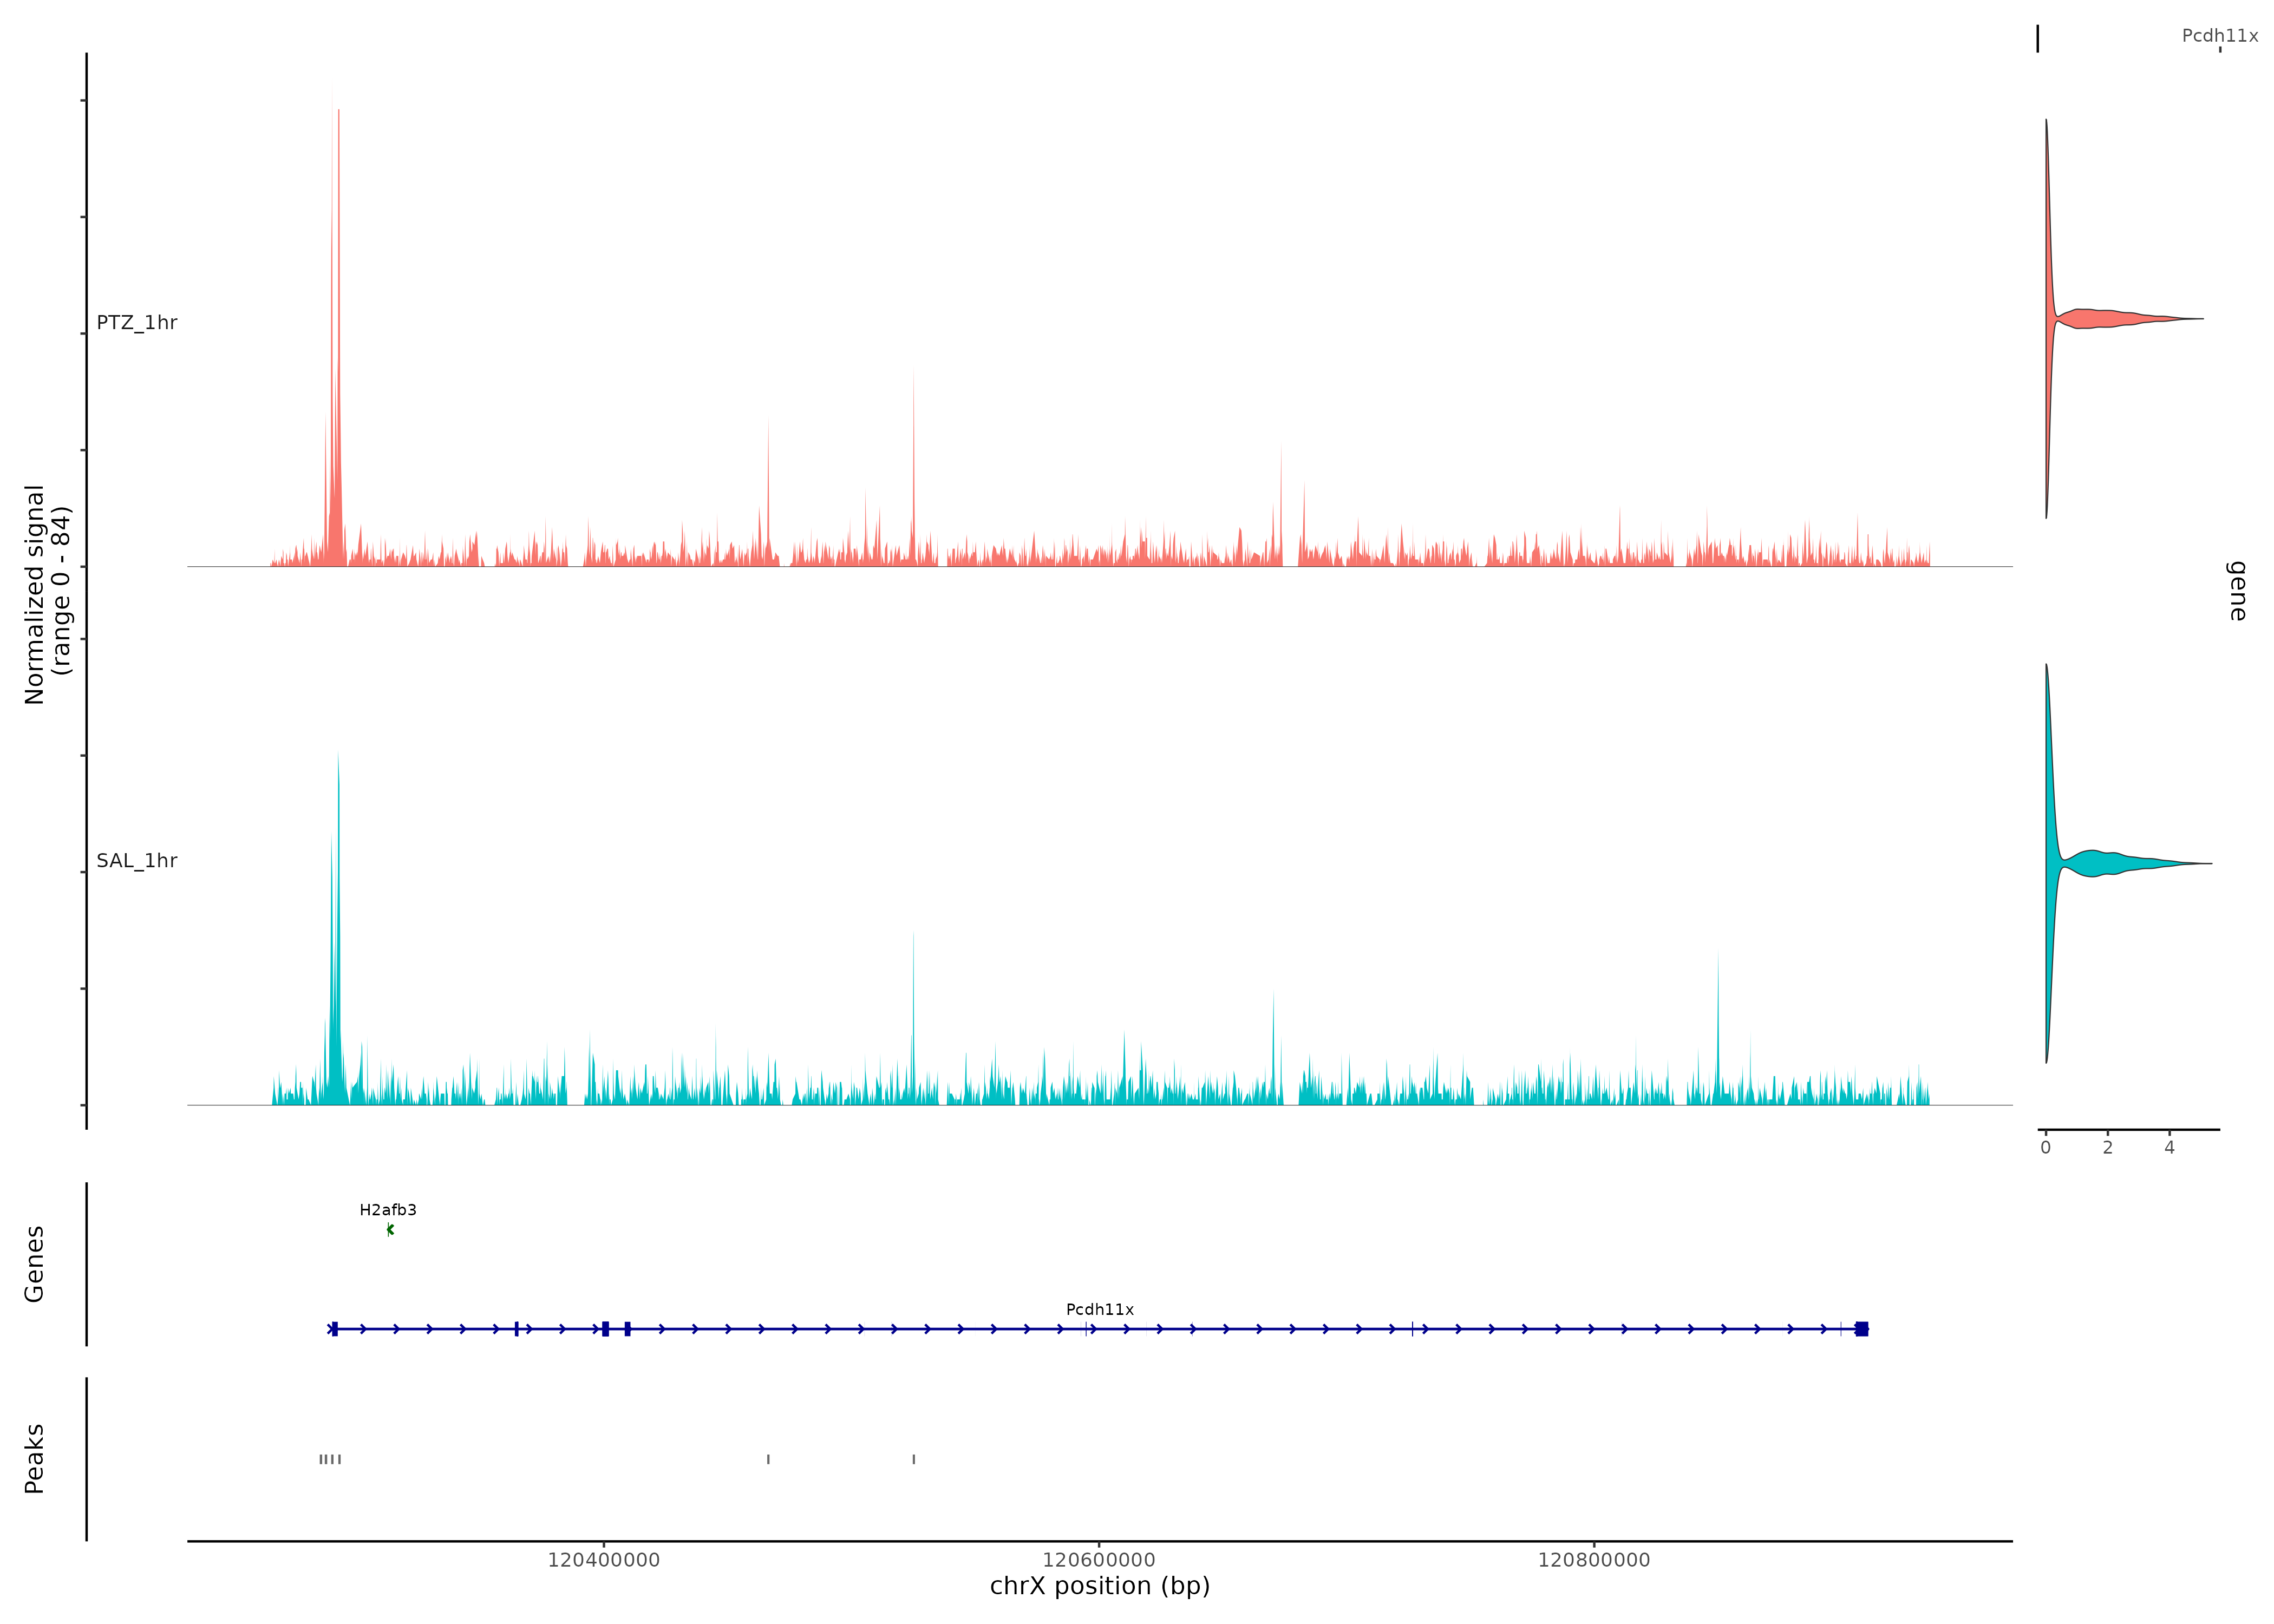 Pcdh11x
Normalized signal
(range 0 - 84)
PTZ_1hr
SAL_1hr
gene
0 2 4
Genes
H2afb3
Pcdh11x
Peaks
120400000 120600000 120800000
chrX position (bp)